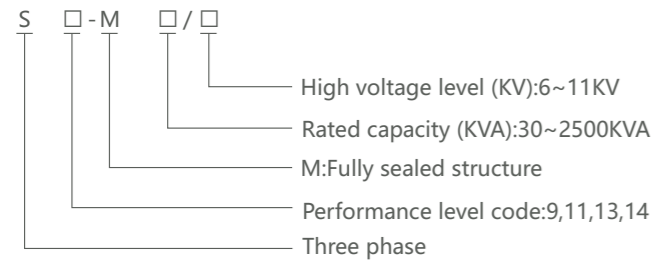 S □-M □/□
High voltage level (KV):6~11KV
Rated capacity (KVA):30~2500KVA
M:Fully sealed structure
Performance level code:9,11,13,14
Three phase